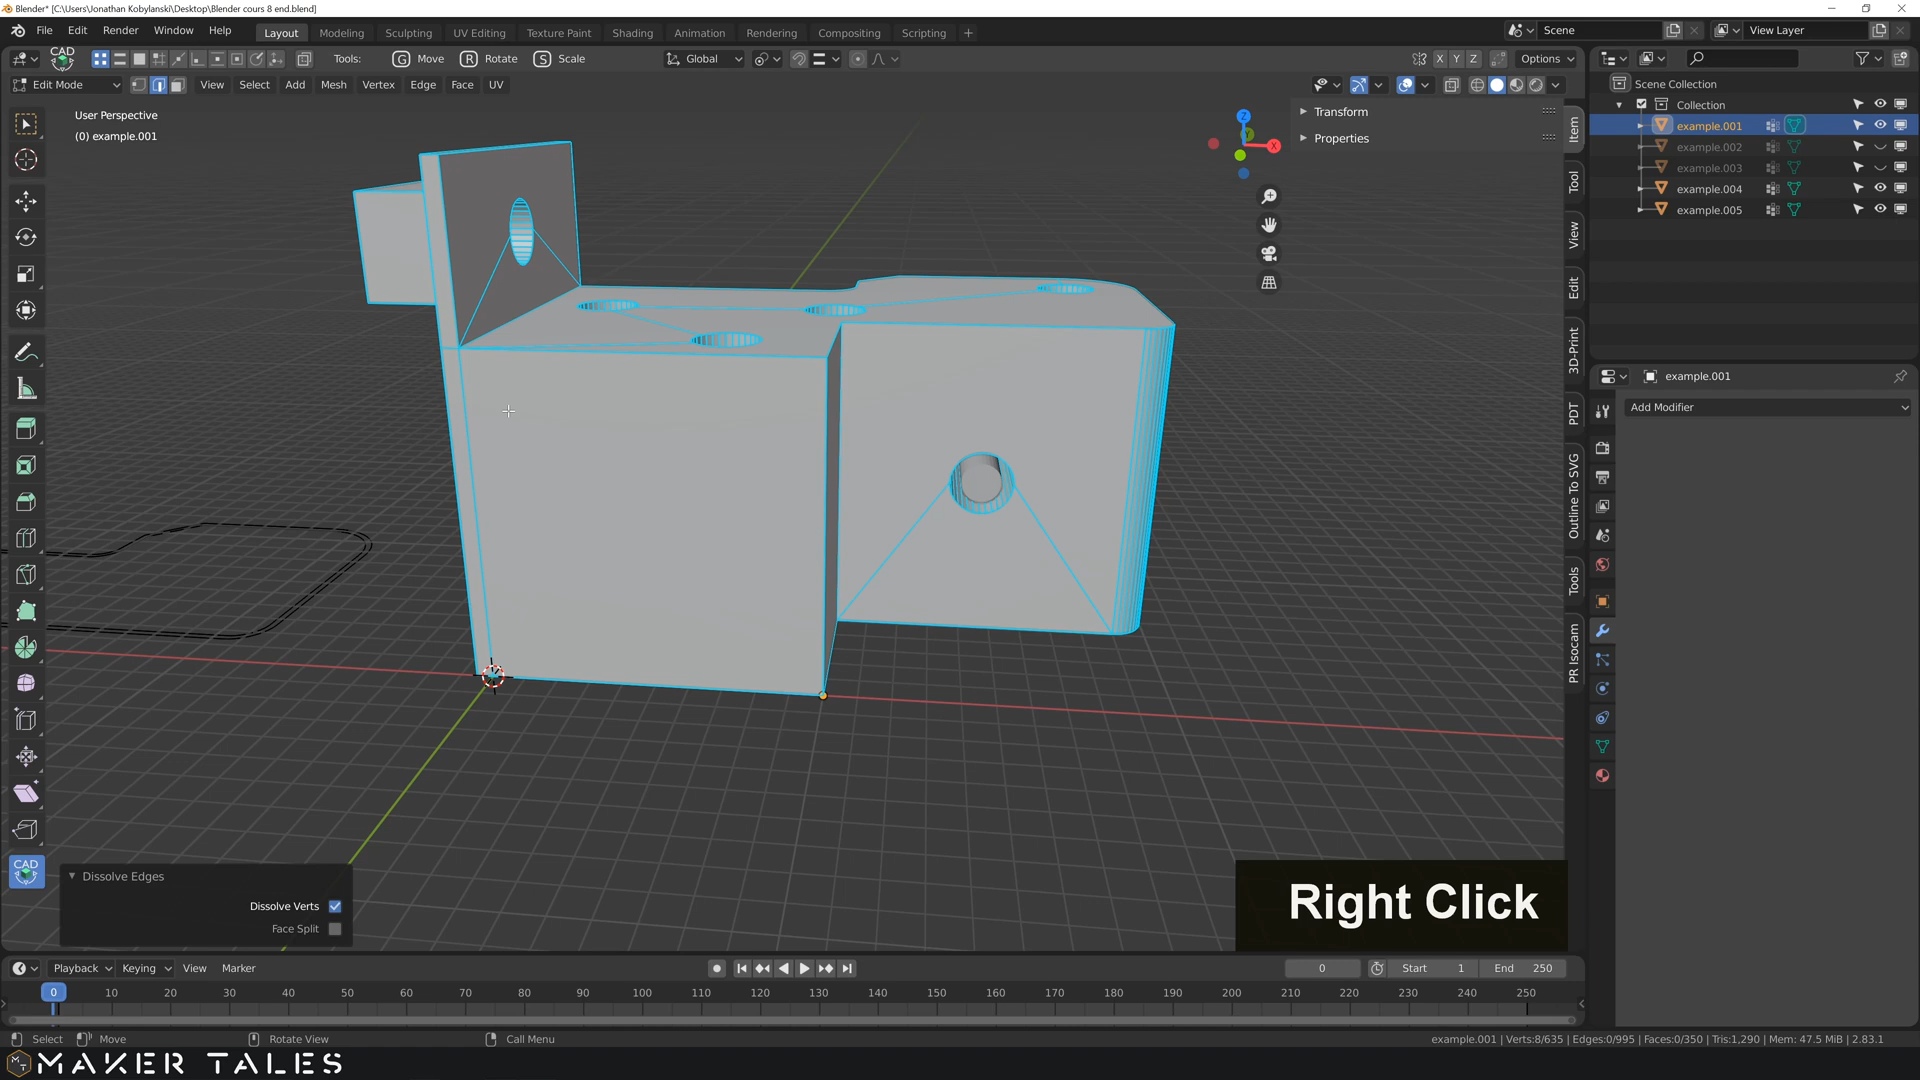 Blender* [C:\Users\Jonathan Kobylanski\Desktop\Blender cours 8 end.blend]
File Edit Render Window Help
Layout Modeling Sculpting UV Editing Texture Paint Shading Animation Rendering Compositing Scripting +
Scene
View Layer
CAD
Tools: G Move R Rotate S Scale
Global
X Y Z Options
Edit Mode
View Select Add Mesh Vertex Edge Face UV
User Perspective
(0) example.001
Z
X
Transform
Properties
Item
Tool
View
Edit
3D-Print
PDT
Outline To SVG
Tools
PR Isocam
Scene Collection
Collection
example.001
example.002
example.003
example.004
example.005
example.001
Add Modifier
CAD
Dissolve Edges
Dissolve Verts
Face Split
Right Click
Playback Keying View Marker
0 Start 1 End 250
0 10 20 30 40 50 60 70 80 90 100 110 120 130 140 150 160 170 180 190 200 210 220 230 240 250
Select Move Rotate View Call Menu
example.001 | Verts:8/635 | Edges:0/995 | Faces:0/350 | Tris:1,290 | Mem: 47.5 MiB | 2.83.1
MAKER TALES